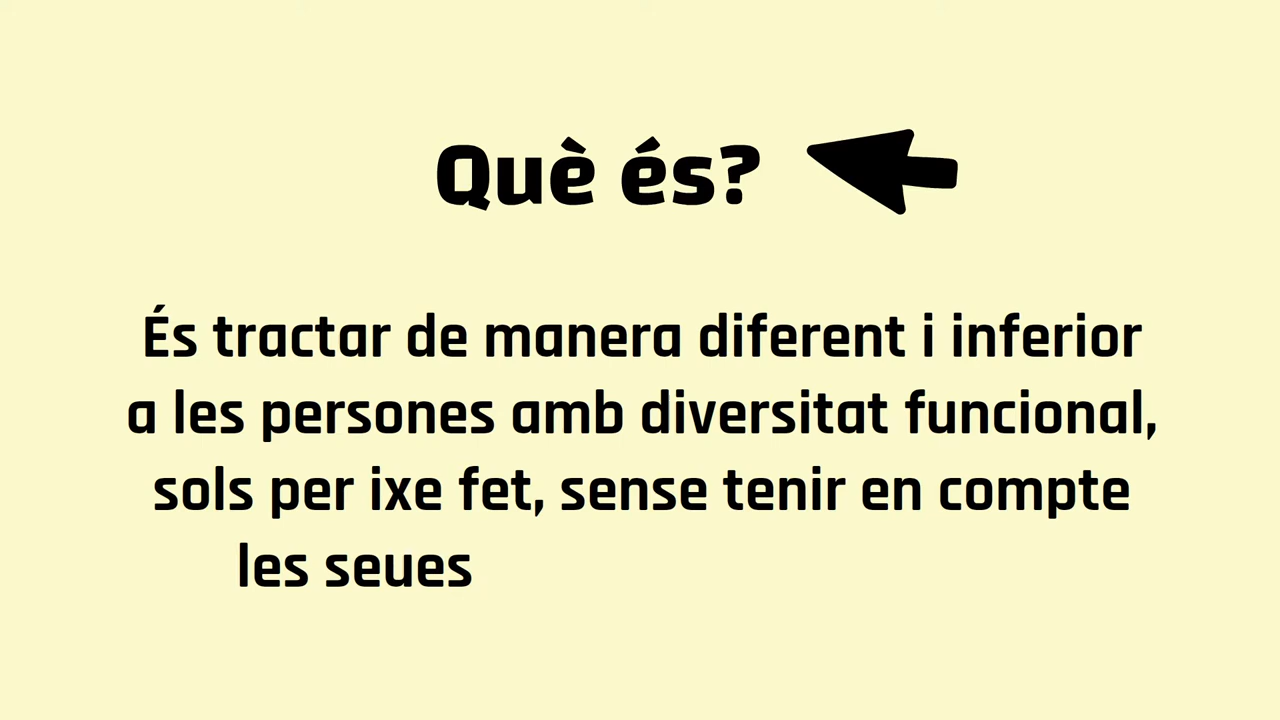 Què és?
És tractar de manera diferent i inferior
a les persones amb diversitat funcional,
sols per ixe fet, sense tenir en compte
les seues